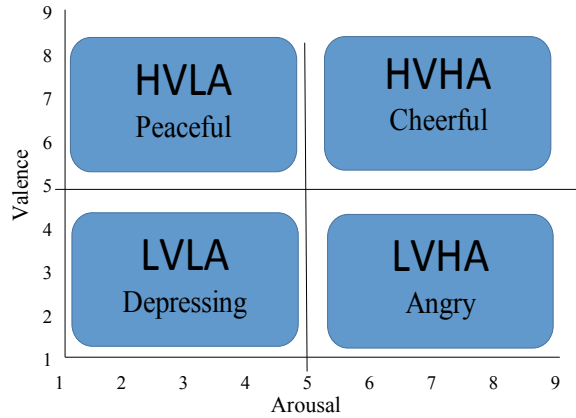 9
8
7
6
5
4
3
2
1
Valence
HVLA
Peaceful
HVHA
Cheerful
LVLA
Depressing
LVHA
Angry
1 2 3 4 5 6 7 8 9
Arousal